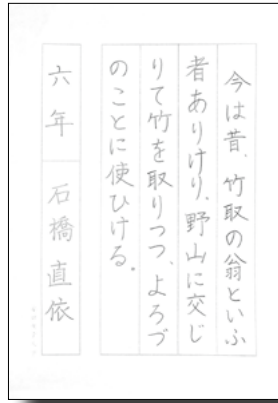 今は昔、竹取の翁といふ
者ありけり。野山に交じ
りて竹を取りつつ、よろづ
のことに使ひける。
六年 石橋直依